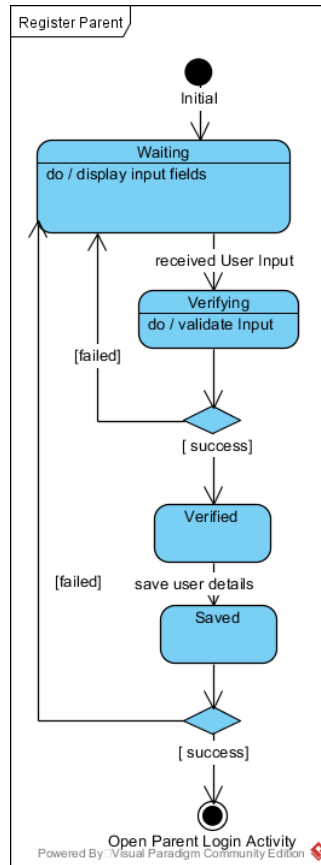 Register Parent
Initial
Waiting
do / display input fields
received User Input
Verifying
do / validate Input
[failed]
[ success]
Verified
[failed]
save user details
Saved
[ success]
Open Parent Login Activity
Powered By Visual Paradigm Community Edition